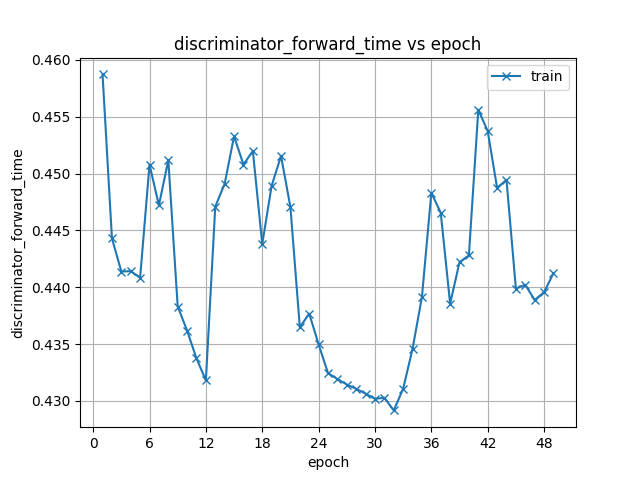 discriminator_forward_time vs epoch
train
discriminator_forward_time
0.460
0.455
0.450
0.445
0.440
0.435
0.430
0 6 12 18 24 30 36 42 48
epoch